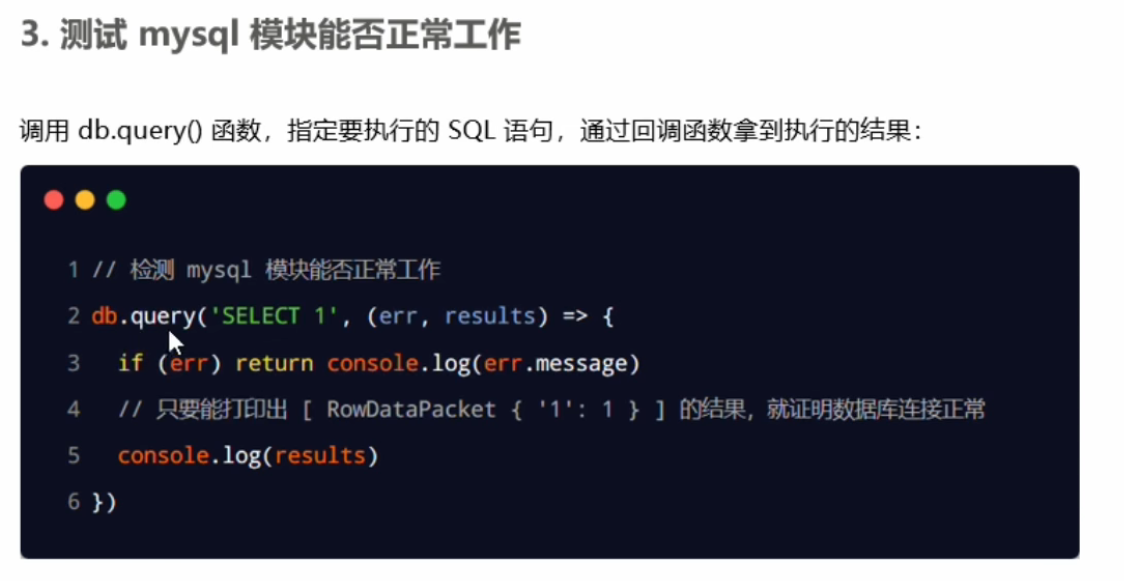 3. 测试 mysql 模块能否正常工作
调用 db.query() 函数，指定要执行的 SQL 语句，通过回调函数拿到执行的结果：
1 // 检测 mysql 模块能否正常工作
2 db.query('SELECT 1', (err, results) => {
3   if (err) return console.log(err.message)
4   // 只要能打印出 [ RowDataPacket { '1': 1 } ] 的结果，就证明数据库连接正常
5   console.log(results)
6 })